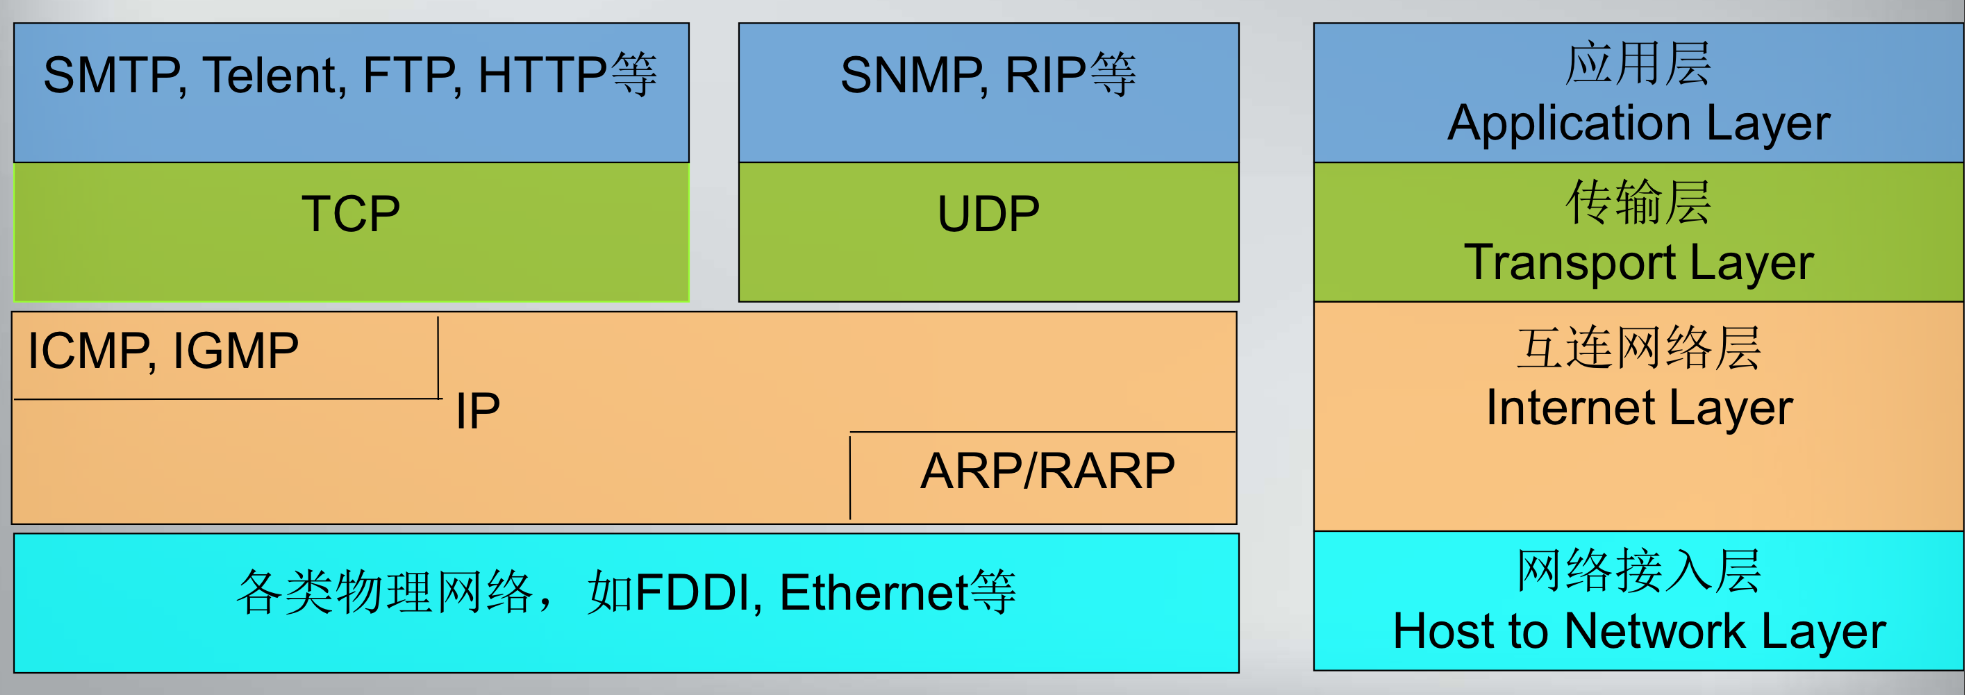 SMTP, Telent, FTP, HTTP等
SNMP, RIP等
应用层
Application Layer
TCP
UDP
传输层
Transport Layer
ICMP, IGMP
IP
ARP/RARP
互连网络层
Internet Layer
各类物理网络，如FDDI, Ethernet等
网络接入层
Host to Network Layer